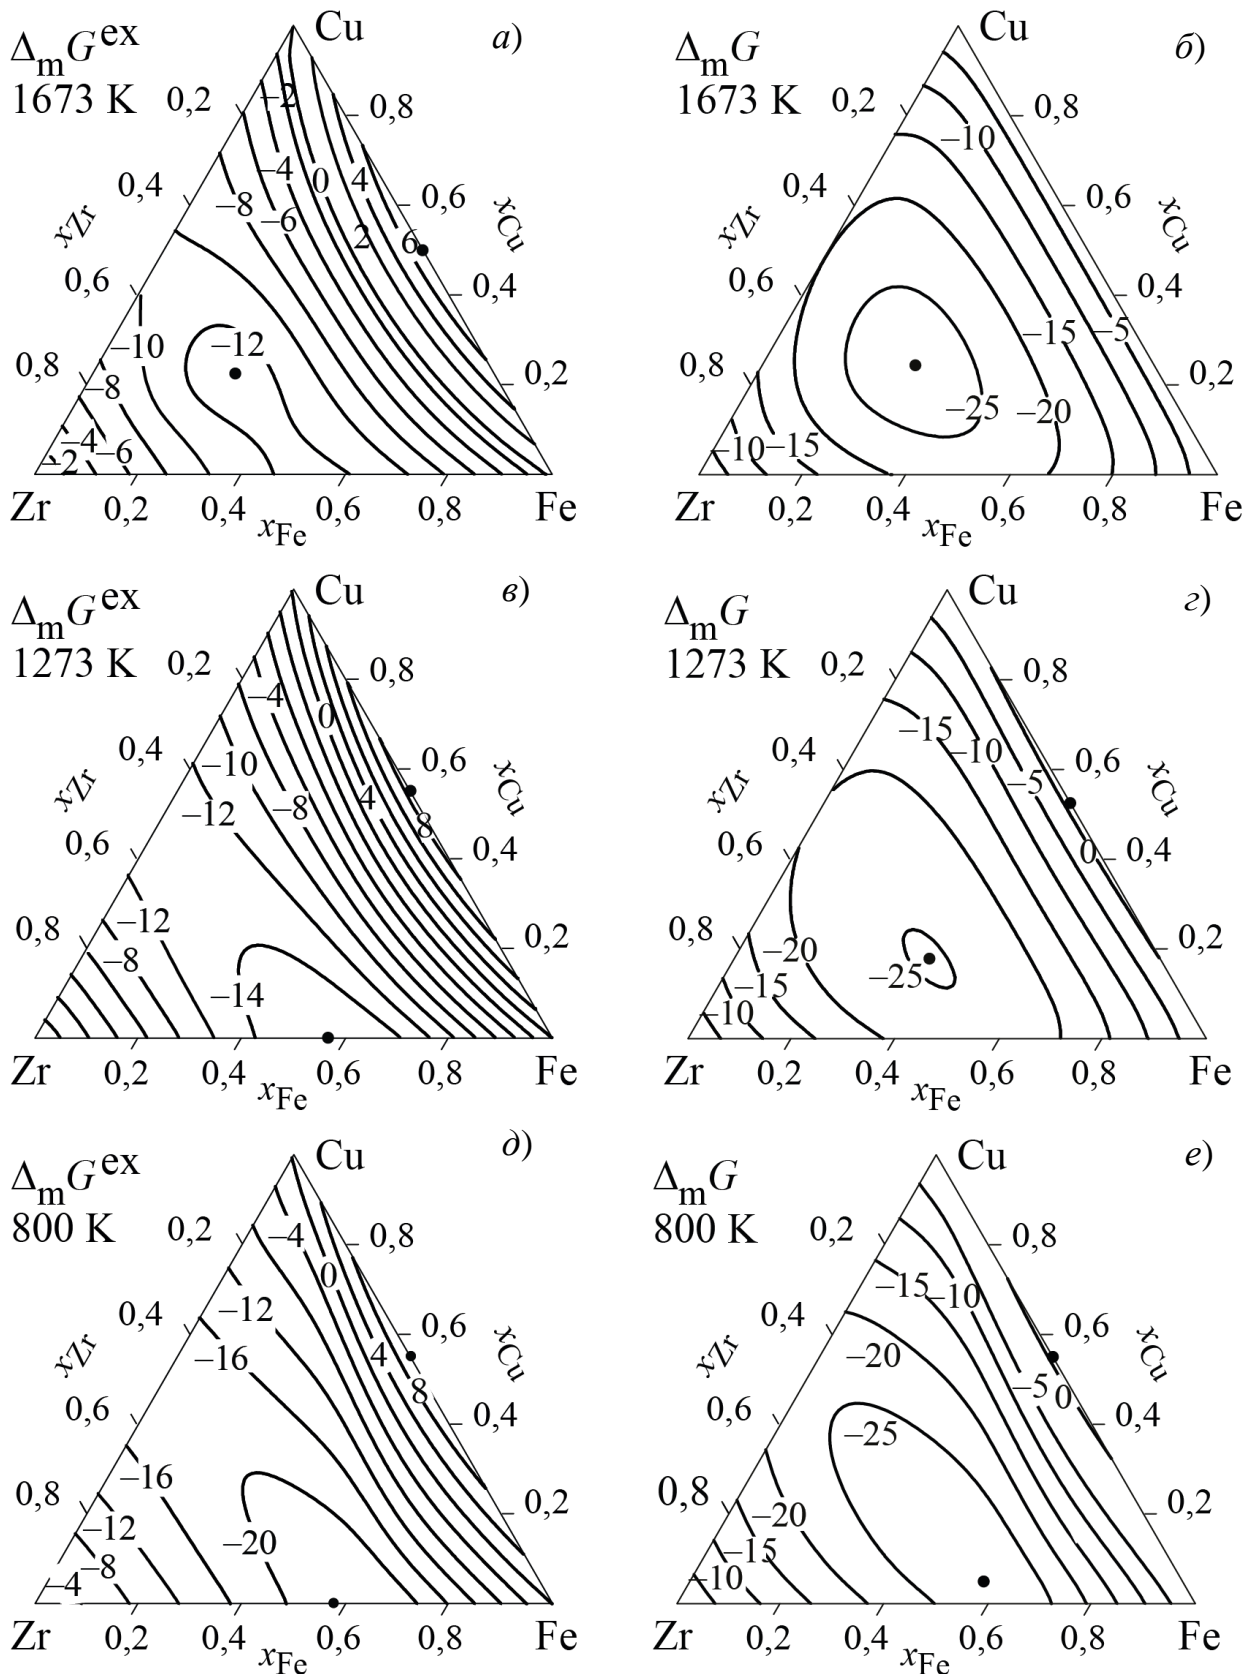 Cu
а)
ΔmG ex
1673 K
0,2
0,8
0,4
0,6
xZr
xCu
0,6
0,4
0,8
0,2
–2
–4
0
4
–8
–6
2
6
–10
–12
–8
–4
–6
–2
Zr
0,2
0,4
xFe
0,6
0,8
Fe
Cu
б)
ΔmG
1673 K
0,2
0,8
0,4
0,6
xZr
xCu
0,6
0,4
0,8
0,2
–10
–15
–5
–25
–20
–10
–15
Zr
0,2
0,4
xFe
0,6
0,8
Fe
Cu
в)
ΔmG ex
1273 K
0,2
0,8
0,4
0,6
xZr
xCu
0,6
0,4
0,8
0,2
–4
0
–10
–12
–8
4
8
–12
–8
–14
Zr
0,2
0,4
xFe
0,6
0,8
Fe
Cu
г)
ΔmG
1273 K
0,2
0,8
0,4
0,6
xZr
xCu
0,6
0,4
0,8
0,2
–15
–10
–5
0
–20
–25
–15
–10
Zr
0,2
0,4
xFe
0,6
0,8
Fe
Cu
д)
ΔmG ex
800 K
0,2
0,8
0,4
0,6
xZr
xCu
0,6
0,4
0,8
0,2
–4
0
–12
–16
4
8
–16
–12
–20
–8
–4
Zr
0,2
0,4
xFe
0,6
0,8
Fe
Cu
е)
ΔmG
800 K
0,2
0,8
0,4
0,6
xZr
xCu
0,6
0,4
0,8
0,2
–15
–10
–20
–5
0
–25
–20
–15
–10
Zr
0,2
0,4
xFe
0,6
0,8
Fe